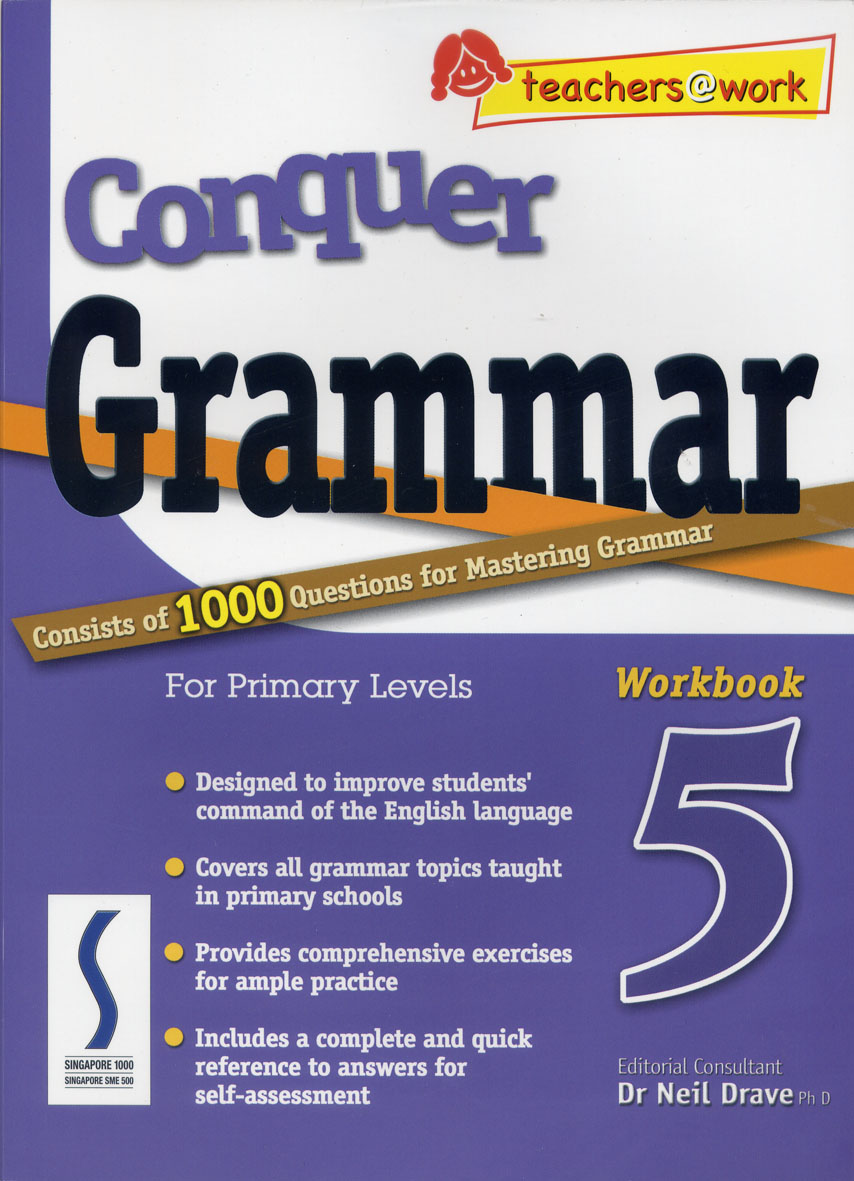 teachers@work
Conquer
Grammar
Consists of 1000 Questions for Mastering Grammar
For Primary Levels
Workbook
5
Designed to improve students'
command of the English language
Covers all grammar topics taught
in primary schools
Provides comprehensive exercises
for ample practice
Includes a complete and quick
reference to answers for
self-assessment
SINGAPORE 1000
SINGAPORE SME 500
Editorial Consultant
Dr Neil Drave Ph D